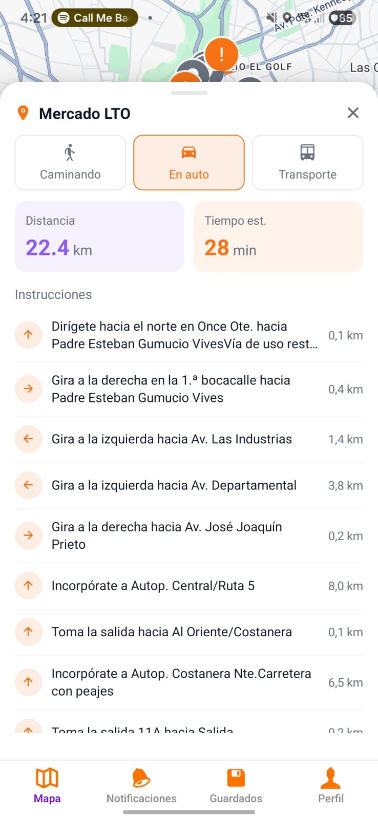 4:21 Call Me Ba 85
Av. Pdte. Kennedy
IO EL GOLF
Las C
Mercado LTO
Caminando
En auto
Transporte
Distancia
22.4 km
Tiempo est.
28 min
Instrucciones
Dirígete hacia el norte en Once Ote. hacia
Padre Esteban Gumucio VivesVía de uso rest...
0,1 km
Gira a la derecha en la 1.ª bocacalle hacia
Padre Esteban Gumucio Vives
0,4 km
Gira a la izquierda hacia Av. Las Industrias
1,4 km
Gira a la izquierda hacia Av. Departamental
3,8 km
Gira a la derecha hacia Av. José Joaquín
Prieto
0,2 km
Incorpórate a Autop. Central/Ruta 5
8,0 km
Toma la salida hacia Al Oriente/Costanera
0,1 km
Incorpórate a Autop. Costanera Nte.Carretera
con peajes
6,5 km
Toma la salida 11A hacia Salida
0,2 km
Mapa
Notificaciones
Guardados
Perfil